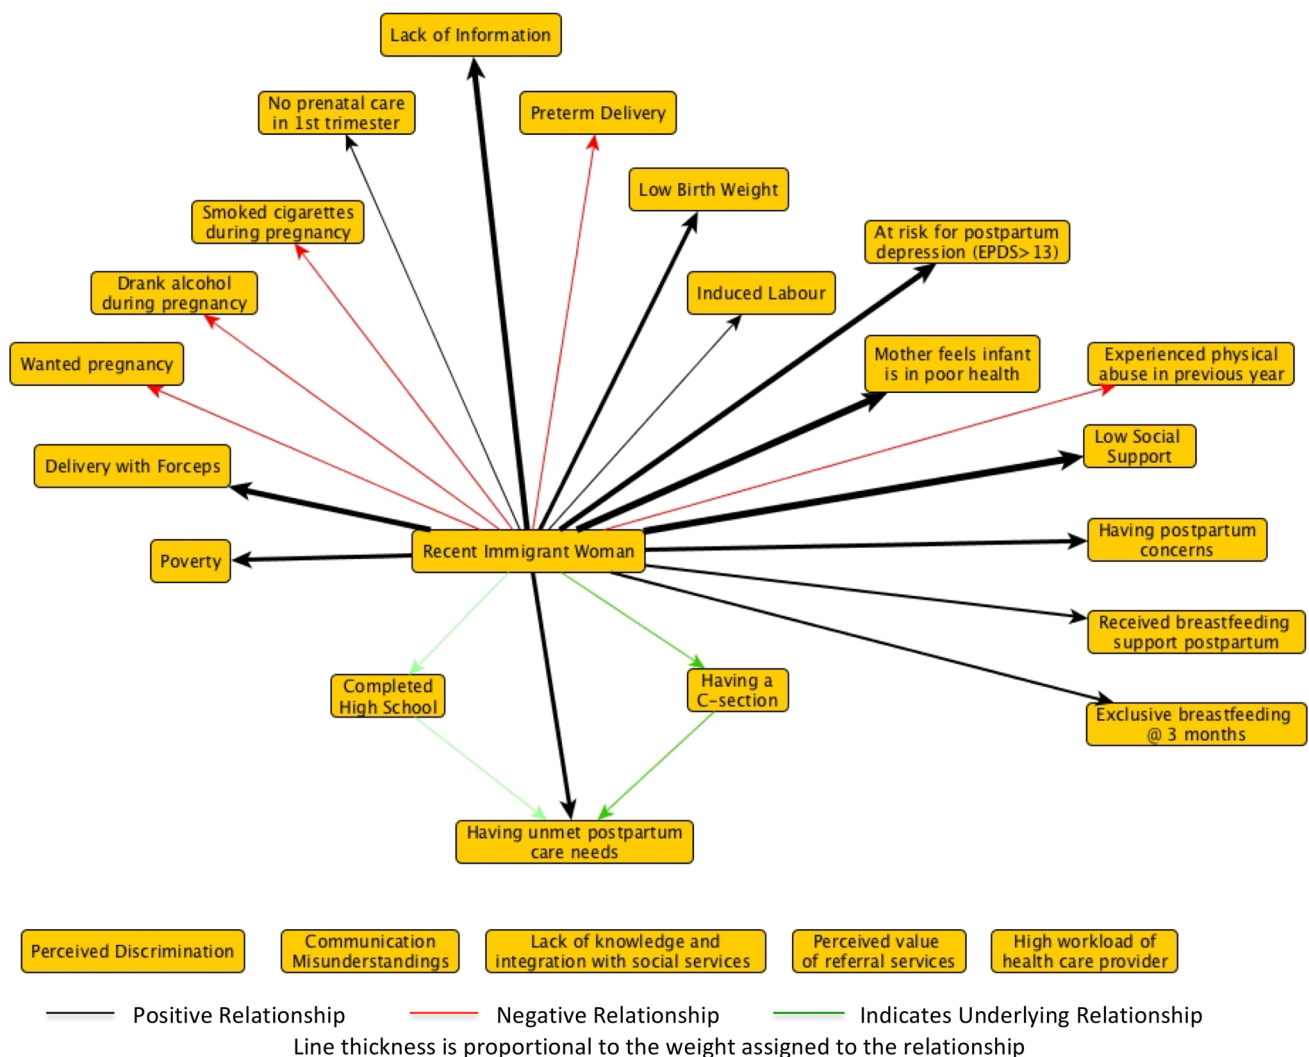 Lack of Information
No prenatal care
in 1st trimester
Preterm Delivery
Low Birth Weight
Smoked cigarettes
during pregnancy
At risk for postpartum
depression (EPDS>13)
Drank alcohol
during pregnancy
Induced Labour
Wanted pregnancy
Mother feels infant
is in poor health
Experienced physical
abuse in previous year
Delivery with Forceps
Low Social
Support
Poverty
Recent Immigrant Woman
Having postpartum
concerns
Received breastfeeding
support postpartum
Completed
High School
Having a
C-section
Exclusive breastfeeding
@ 3 months
Having unmet postpartum
care needs
Perceived Discrimination
Communication
Misunderstandings
Lack of knowledge and
integration with social services
Perceived value
of referral services
High workload of
health care provider
Positive Relationship
Negative Relationship
Indicates Underlying Relationship
Line thickness is proportional to the weight assigned to the relationship